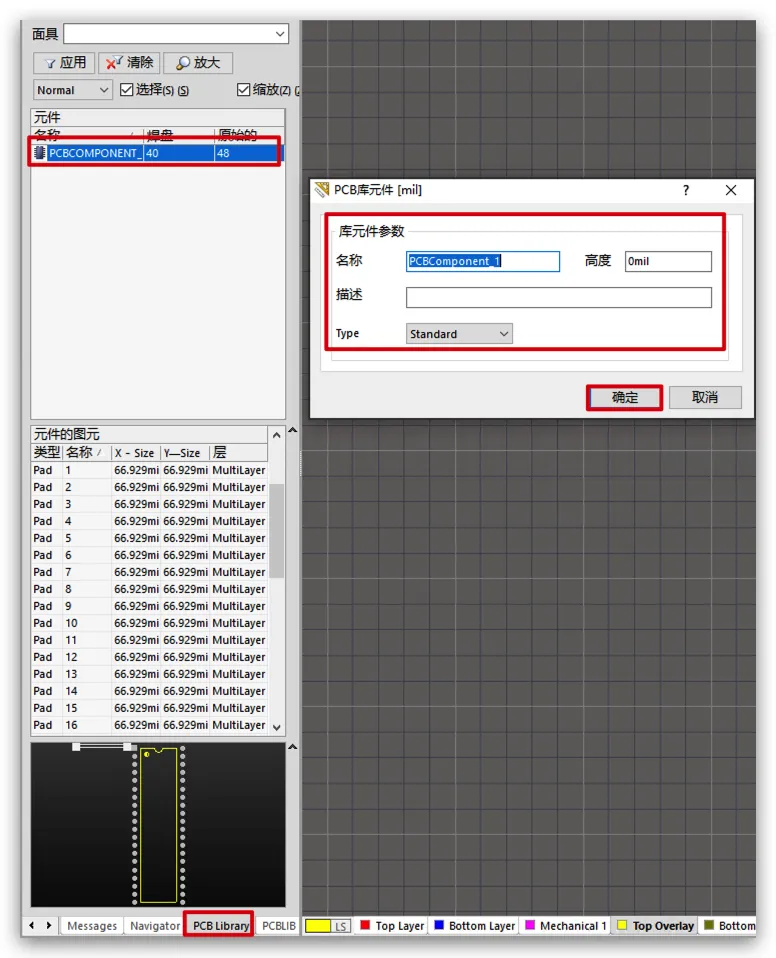 面具
应用 清除 放大
Normal 选择(S) (S) 缩放(Z) (Z
元件
名称 / 焊盘 原始的
PCBCOMPONENT_ 40 48
PCB库元件 [mil] ?
库元件参数
名称 PCBComponent_1 高度 0mil
描述
Type Standard
确定 取消
元件的图元
类型 名称 / X - Size Y—Size 层
Pad 1 66.929mi 66.929mi MultiLayer
Pad 2 66.929mi 66.929mi MultiLayer
Pad 3 66.929mi 66.929mi MultiLayer
Pad 4 66.929mi 66.929mi MultiLayer
Pad 5 66.929mi 66.929mi MultiLayer
Pad 6 66.929mi 66.929mi MultiLayer
Pad 7 66.929mi 66.929mi MultiLayer
Pad 8 66.929mi 66.929mi MultiLayer
Pad 9 66.929mi 66.929mi MultiLayer
Pad 10 66.929mi 66.929mi MultiLayer
Pad 11 66.929mi 66.929mi MultiLayer
Pad 12 66.929mi 66.929mi MultiLayer
Pad 13 66.929mi 66.929mi MultiLayer
Pad 14 66.929mi 66.929mi MultiLayer
Pad 15 66.929mi 66.929mi MultiLayer
Pad 16 66.929mi 66.929mi MultiLayer
Messages Navigator PCB Library PCBLIB LS Top Layer Bottom Layer Mechanical 1 Top Overlay Bottom